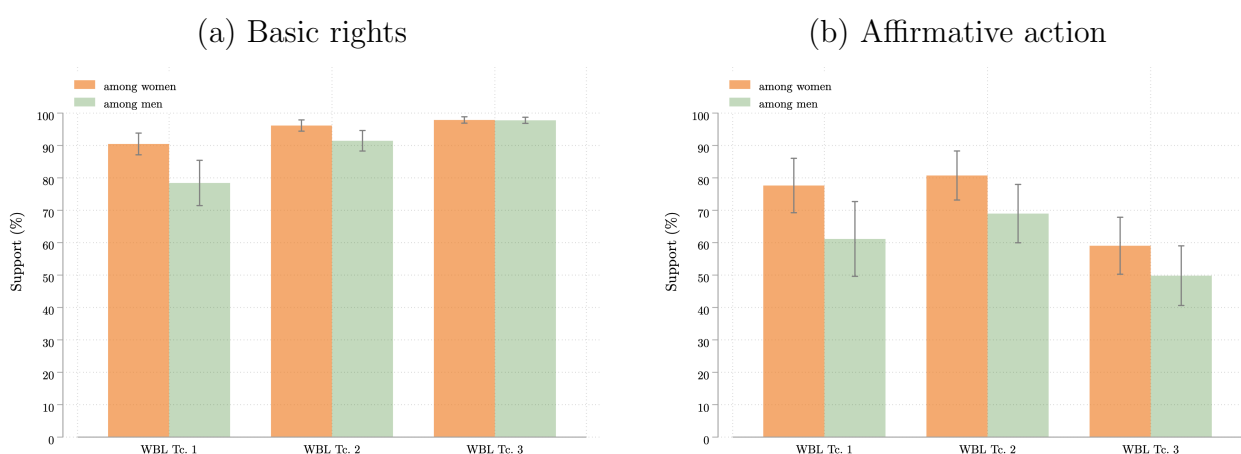 (a) Basic rights
among women
among men
Support (%)
100
90
80
70
60
50
40
30
20
10
0
WBL Tc. 1 WBL Tc. 2 WBL Tc. 3
(b) Affirmative action
among women
among men
Support (%)
100
90
80
70
60
50
40
30
20
10
0
WBL Tc. 1 WBL Tc. 2 WBL Tc. 3